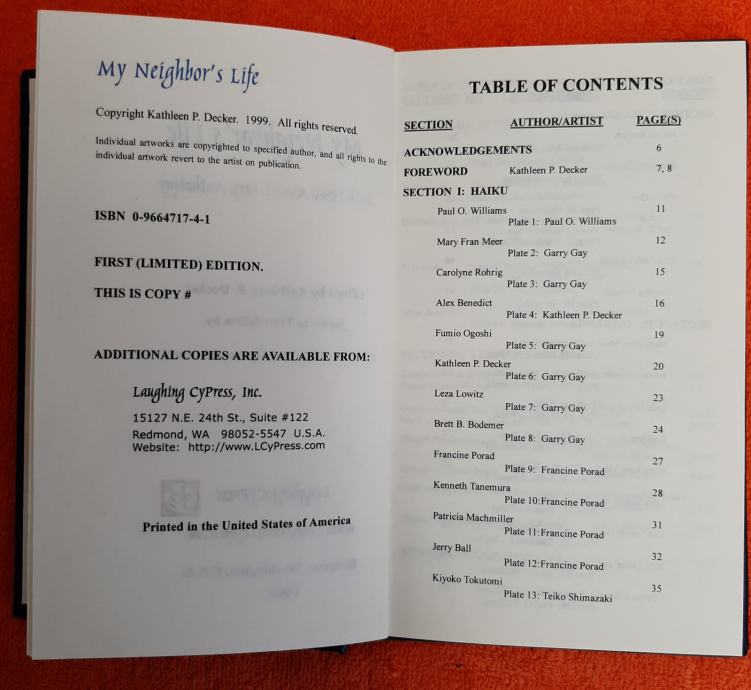 My Neighbor's Life
Copyright Kathleen P. Decker. 1999. All rights reserved.
Individual artworks are copyrighted to specified author, and all rights to the
individual artwork revert to the artist on publication.
ISBN 0-9664717-4-1
FIRST (LIMITED) EDITION.
THIS IS COPY #
ADDITIONAL COPIES ARE AVAILABLE FROM:
Laughing CyPress, Inc.
15127 N.E. 24th St., Suite #122
Redmond, WA 98052-5547 U.S.A.
Website: http://www.LCyPress.com
Printed in the United States of America
TABLE OF CONTENTS
SECTION AUTHOR/ARTIST PAGE(S)
ACKNOWLEDGEMENTS 6
FOREWORD Kathleen P. Decker 7, 8
SECTION I: HAIKU
Paul O. Williams 11
Plate 1: Paul O. Williams
Mary Fran Meer 12
Plate 2: Garry Gay
Carolyne Rohrig 15
Plate 3: Garry Gay
Alex Benedict 16
Plate 4: Kathleen P. Decker
Fumio Ogoshi 19
Plate 5: Garry Gay
Kathleen P. Decker 20
Plate 6: Garry Gay
Leza Lowitz 23
Plate 7: Garry Gay
Brett B. Bodemer 24
Plate 8: Garry Gay
Francine Porad 27
Plate 9: Francine Porad
Kenneth Tanemura 28
Plate 10:Francine Porad
Patricia Machmiller 31
Plate 11:Francine Porad
Jerry Ball 32
Plate 12:Francine Porad
Kiyoko Tokutomi 35
Plate 13: Teiko Shimazaki